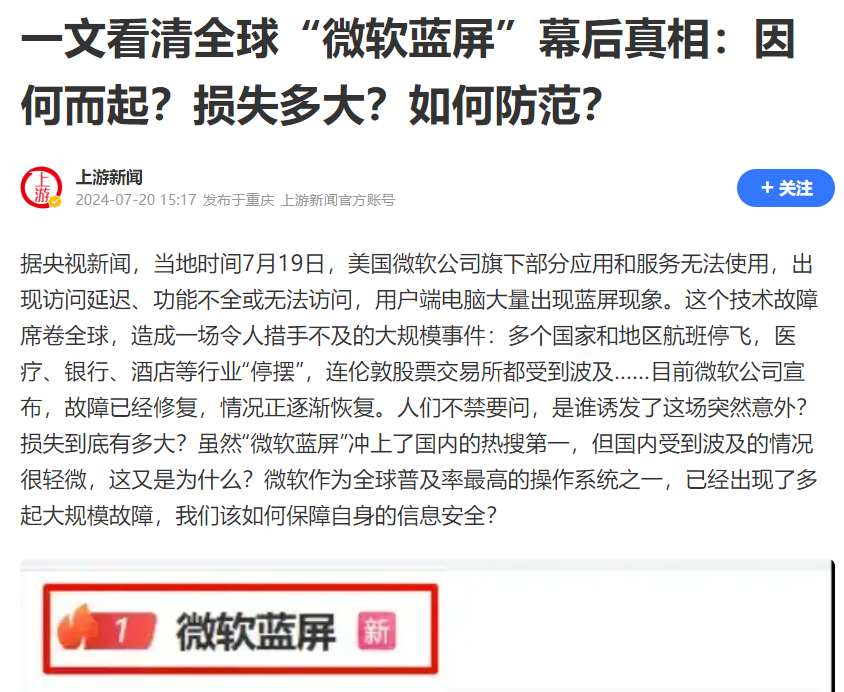 一文看清全球“微软蓝屏”幕后真相：因
何而起？损失多大？如何防范？
上游
上游新闻
2024-07-20 15:17 发布于重庆 上游新闻官方账号
+ 关注
据央视新闻，当地时间7月19日，美国微软公司旗下部分应用和服务无法使用，出
现访问延迟、功能不全或无法访问，用户端电脑大量出现蓝屏现象。这个技术故障
席卷全球，造成一场令人措手不及的大规模事件：多个国家和地区航班停飞，医
疗、银行、酒店等行业“停摆”，连伦敦股票交易所都受到波及......目前微软公司宣
布，故障已经修复，情况正逐渐恢复。人们不禁要问，是谁诱发了这场突然意外？
损失到底有多大？虽然“微软蓝屏”冲上了国内的热搜第一，但国内受到波及的情况
很轻微，这又是为什么？微软作为全球普及率最高的操作系统之一，已经出现了多
起大规模故障，我们该如何保障自身的信息安全？
1 微软蓝屏 新